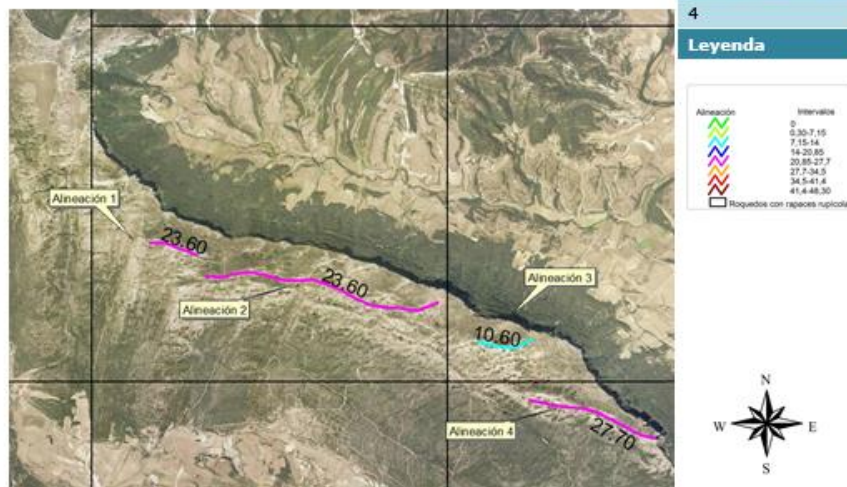 4
Leyenda
Alineación Intervalos
0
0,30-7,15
7,15-14
14-20,85
20,85-27,7
27,7-34,5
34,5-41,4
41,4-48,30
Roquedos con rapaces rupícola
Alineación 1
23.60
23.60
Alineación 2
Alineación 3
10.60
Alineación 4
27.70
N
W E
S